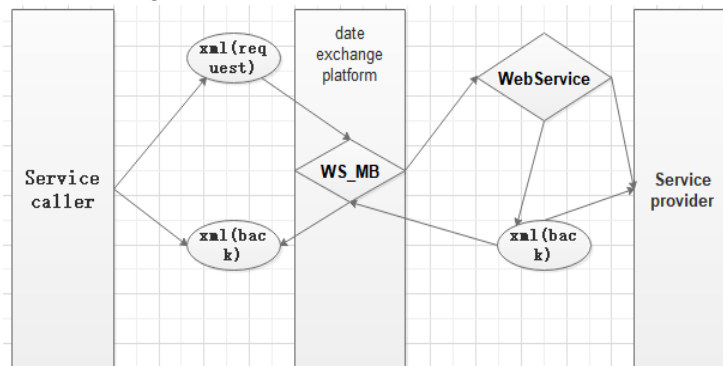 xml(req
uest)
date
exchange
platform
WebService
WS_MB
Service
caller
Service
provider
xml(bac
k)
xml(bac
k)